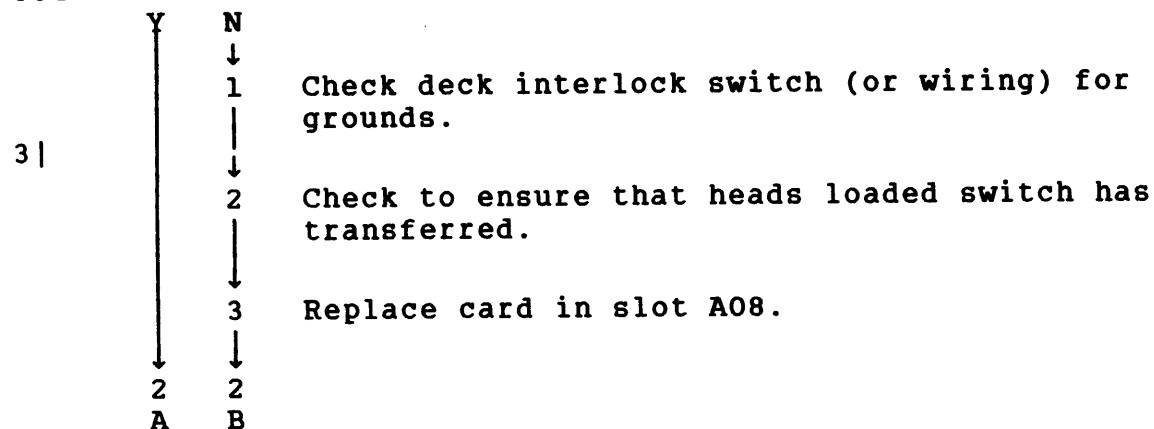 Y N
1 Check deck interlock switch (or wiring) for
grounds.
3|
2 Check to ensure that heads loaded switch has
transferred.
3 Replace card in slot A08.
2 2
A B